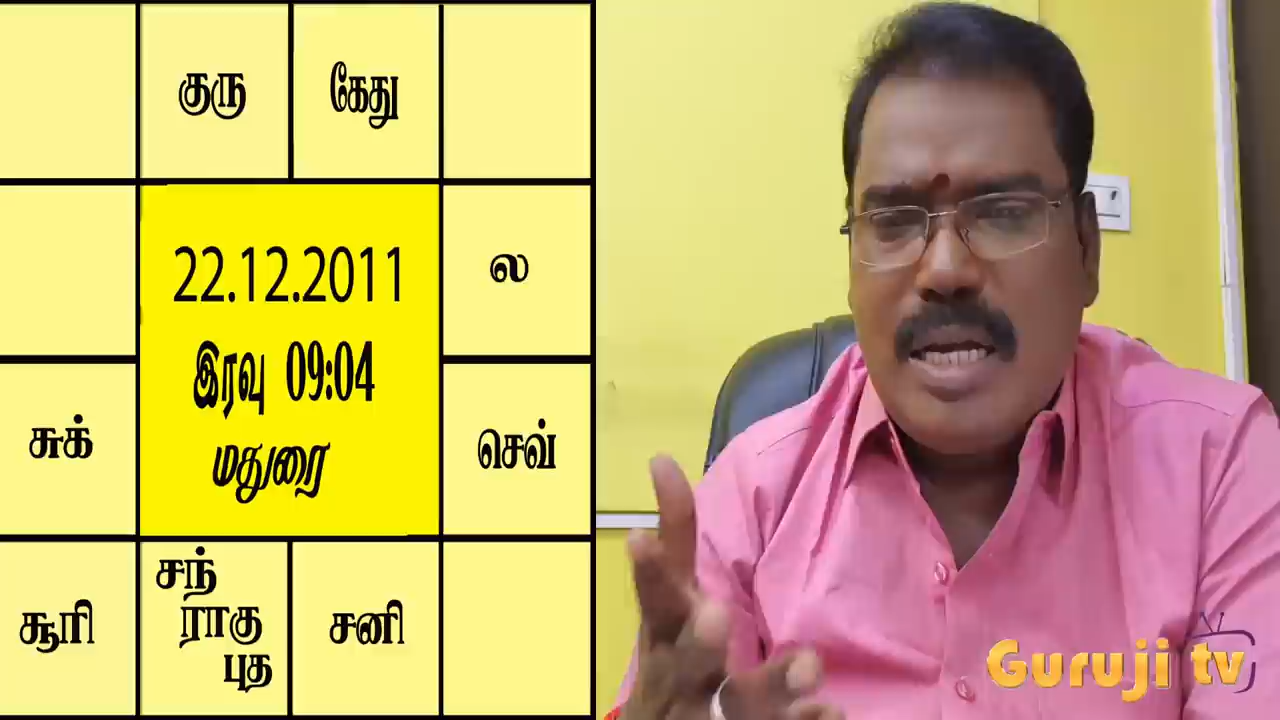 குரு
கேது
22.12.2011
இரவு 09:04
மதுரை
ல
சுக்
செவ்
சூரி
சந்
ராகு
புத
சனி
Guruji tv